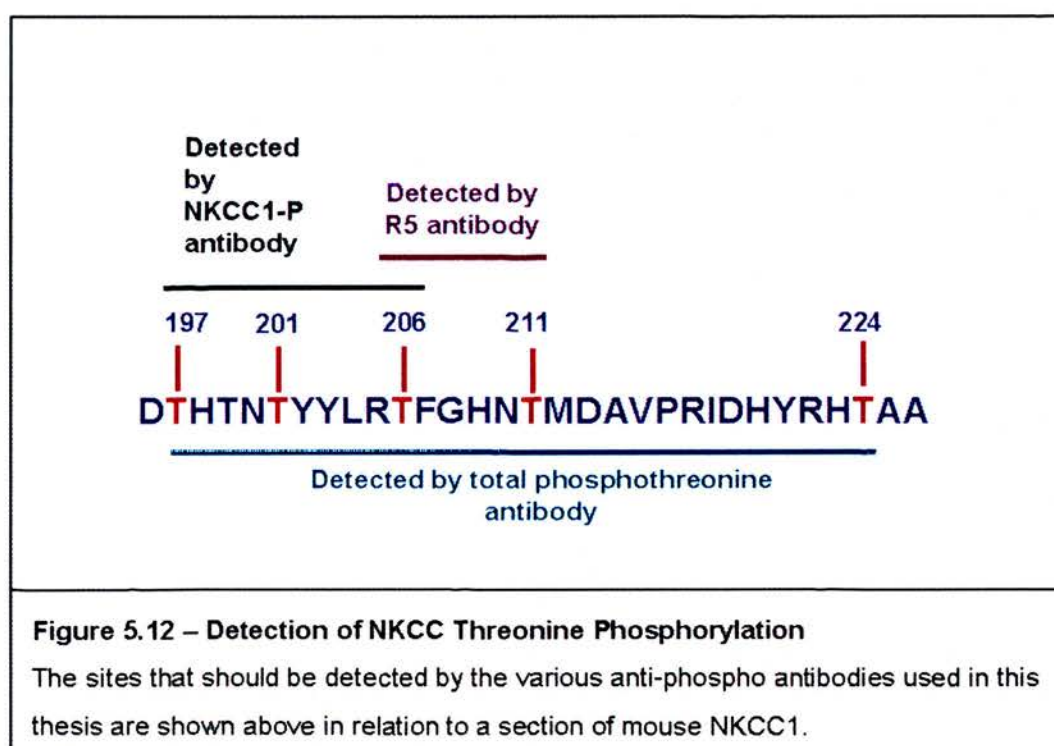 Detected
by
NKCC1-P
antibody
Detected by
R5 antibody
197 201 206 211 224
DTHTNTYYLRTFGHNTMDAVPRIDHYRHTAA
Detected by total phosphothreonine
antibody
Figure 5.12 – Detection of NKCC Threonine Phosphorylation
The sites that should be detected by the various anti-phospho antibodies used in this
thesis are shown above in relation to a section of mouse NKCC1.